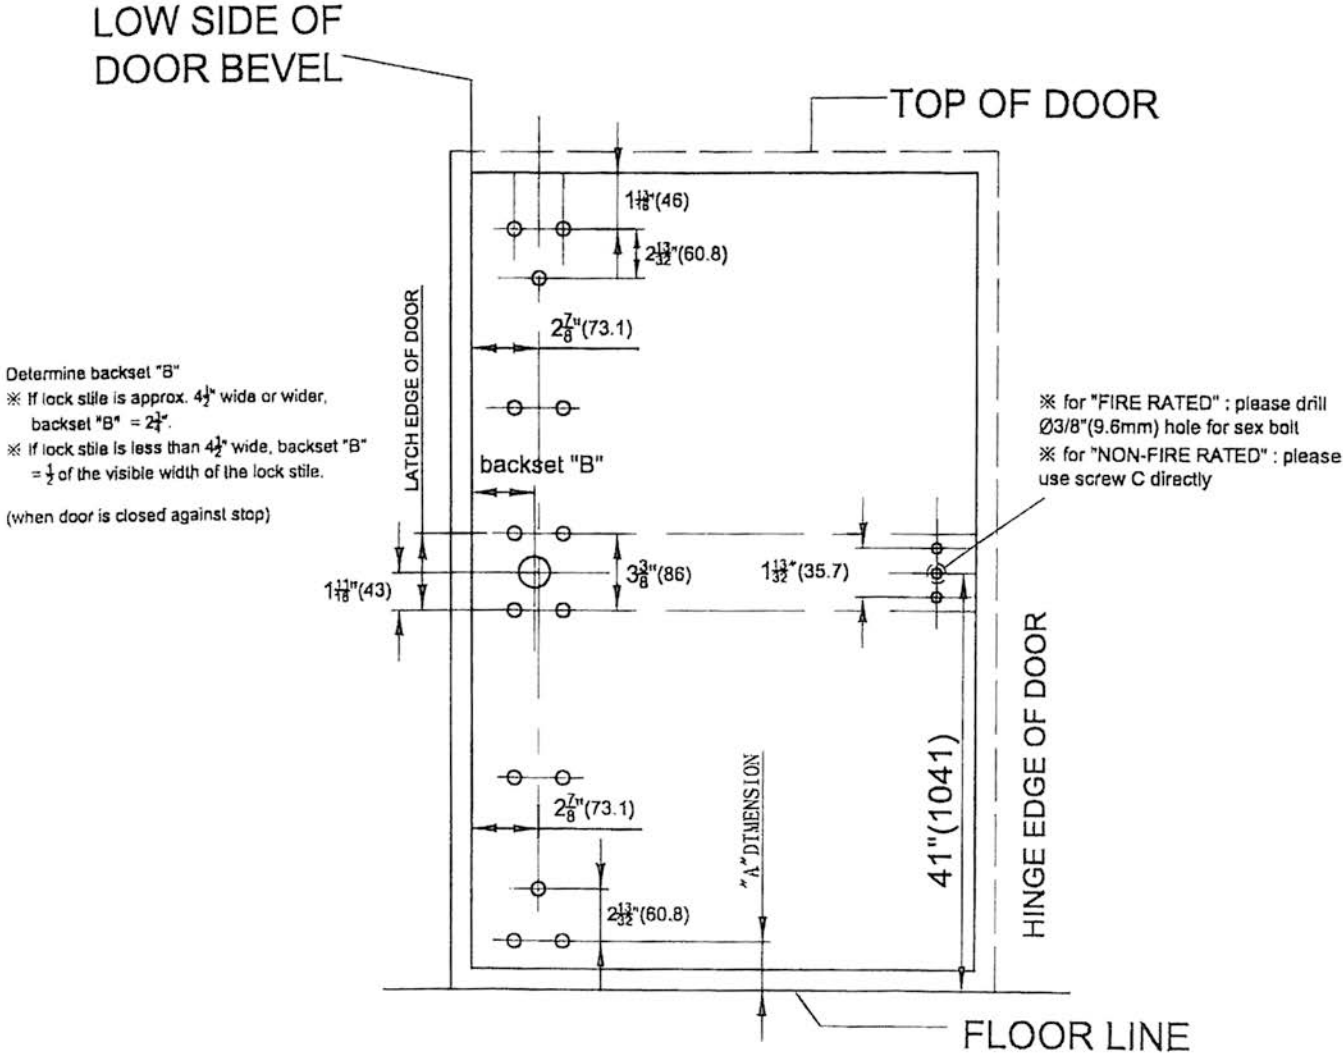 LOW SIDE OF
DOOR BEVEL
TOP OF DOOR
1 13/16"(46)
2 13/32"(60.8)
2 7/8"(73.1)
LATCH EDGE OF DOOR
Determine backset "B"
※ If lock stile is approx. 4 1/2" wide or wider,
backset "B" = 2 3/4".
※ If lock stile is less than 4 1/2" wide, backset "B"
= 1/2 of the visible width of the lock stile.
(when door is closed against stop)
backset "B"
※ for "FIRE RATED" ; please drill
Ø3/8"(9.6mm) hole for sex bolt
※ for "NON-FIRE RATED" : please
use screw C directly
1 11/16"(43)
3 3/8"(86)
1 13/32"(35.7)
HINGE EDGE OF DOOR
41"(1041)
"A"DIMENSION
2 7/8"(73.1)
2 13/32"(60.8)
FLOOR LINE